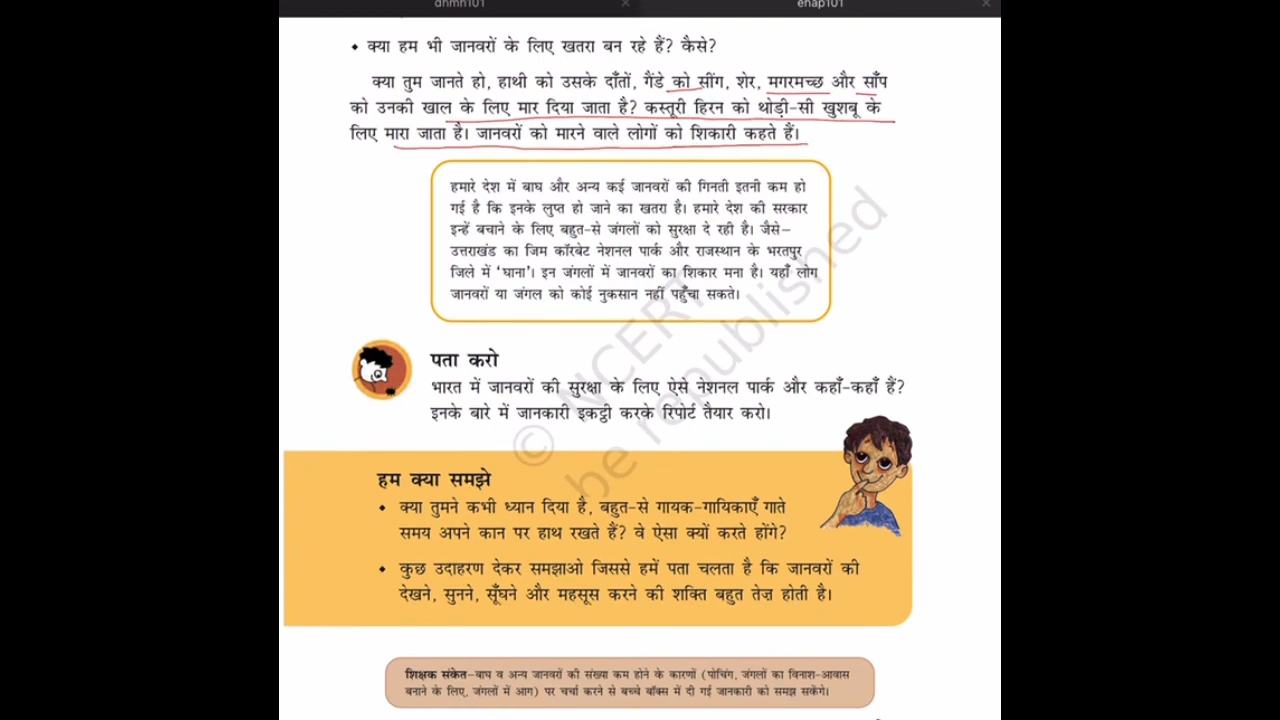 dhmh101
ehap101
• क्या हम भी जानवरों के लिए खतरा बन रहे हैं? कैसे?
क्या तुम जानते हो, हाथी को उसके दाँतों, गैंडे को सींग, शेर, मगरमच्छ और साँप
को उनकी खाल के लिए मार दिया जाता है? कस्तूरी हिरन को थोड़ी-सी खुशबू के
लिए मारा जाता है। जानवरों को मारने वाले लोगों को शिकारी कहते हैं।
हमारे देश में बाघ और अन्य कई जानवरों की गिनती इतनी कम हो
गई है कि इनके लुप्त हो जाने का खतरा है। हमारे देश की सरकार
इन्हें बचाने के लिए बहुत-से जंगलों को सुरक्षा दे रही है। जैसे–
उत्तराखंड का जिम कॉरबेट नेशनल पार्क और राजस्थान के भरतपुर
जिले में ‘घाना’। इन जंगलों में जानवरों का शिकार मना है। यहाँ लोग
जानवरों या जंगल को कोई नुकसान नहीं पहुँचा सकते।
पता करो
भारत में जानवरों की सुरक्षा के लिए ऐसे नेशनल पार्क और कहाँ-कहाँ हैं?
इनके बारे में जानकारी इकट्ठी करके रिपोर्ट तैयार करो।
© NCERT
be republished
हम क्या समझे
• क्या तुमने कभी ध्यान दिया है, बहुत-से गायक-गायिकाएँ गाते
समय अपने कान पर हाथ रखते हैं? वे ऐसा क्यों करते होंगे?
• कुछ उदाहरण देकर समझाओ जिससे हमें पता चलता है कि जानवरों की
देखने, सुनने, सूँघने और महसूस करने की शक्ति बहुत तेज़ होती है।
शिक्षक संकेत–बाघ व अन्य जानवरों की संख्या कम होने के कारणों (पोचिंग, जंगलों का विनाश-आवास
बनाने के लिए, जंगलों में आग) पर चर्चा करने से बच्चे बॉक्स में दी गई जानकारी को समझ सकेंगे।